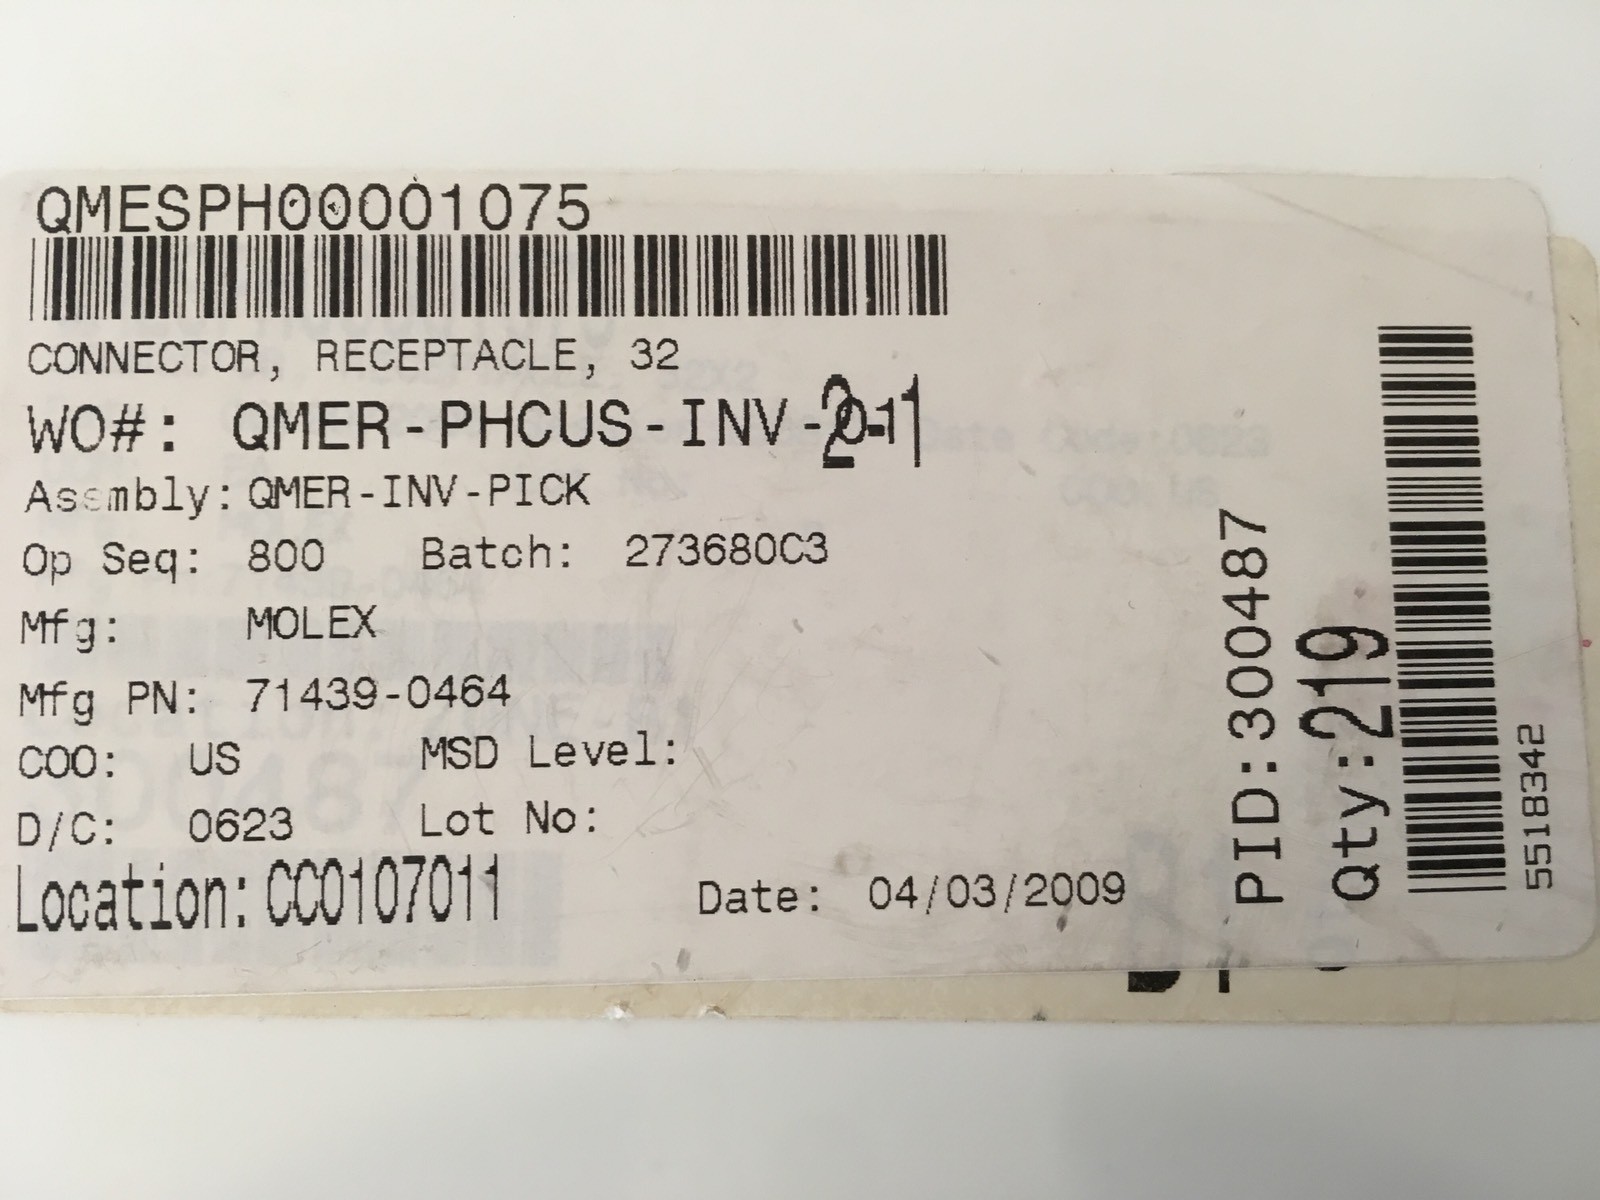 QMESPH00001075
CONNECTOR, RECEPTACLE, 32
WO#: QMER-PHCUS-INV-
Assembly: QMER-INV-PICK
Op Seq: 800 Batch: 273680C3
Mfg: MOLEX
Mfg PN: 71439-0464
COO: US MSD Level:
D/C: 0623 Lot No:
Location: CC0107011 Date: 04/03/2009
PID: 300487
Qty: 219
5518342